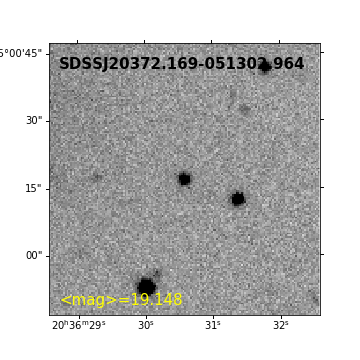 SDSSJ20372.169-051302.964
5°00'45"
30"
15"
00"
<mag>=19.148
20ʰ36ᵐ29ˢ 30ˢ 31ˢ 32ˢ